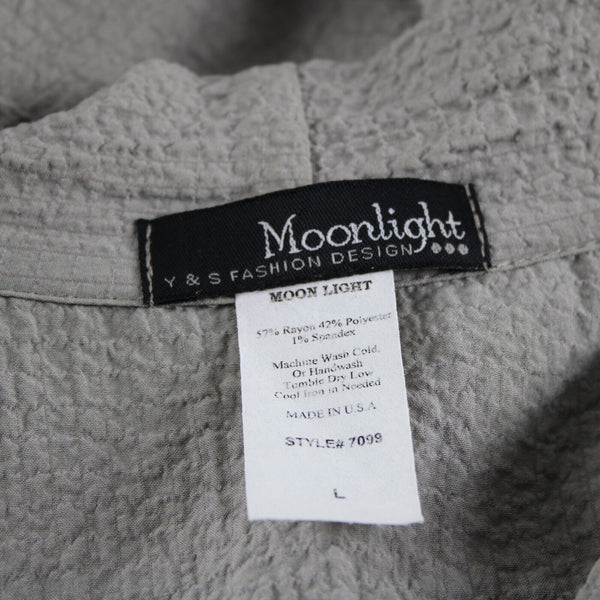 Moonlight
Y & S FASHION DESIGN
MOON LIGHT
57% Rayon 42% Polyester
1% Spandex
Machine Wash Cold,
Or Handwash
Tumble Dry Low
Cool Iron in Needed
MADE IN U.S.A
STYLE# 7099
L